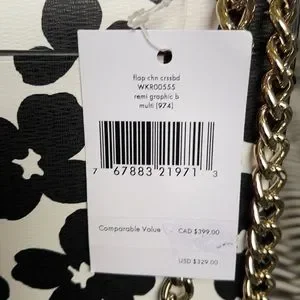 flap chn crssbd
WKR00555
remi graphic b
multi (974)
7 67883 21971 3
Comparable Value CAD $399.00
USD $329.00